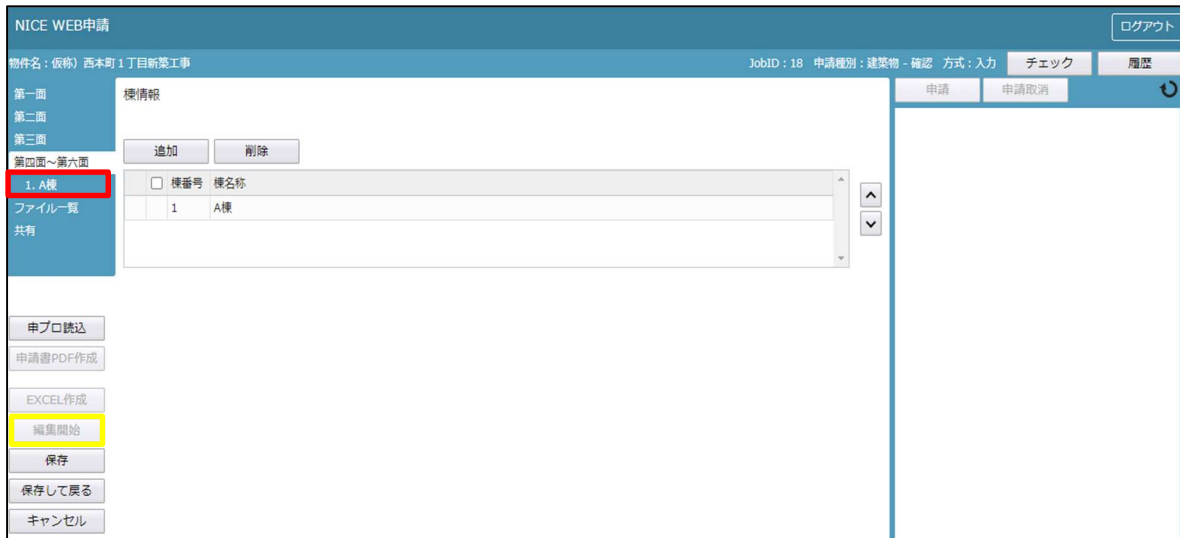 NICE WEB申請
ログアウト
物件名：仮称）西本町１丁目新築工事
JobID：18 申請種別：建築物 - 確認 方式：入力
チェック
履歴
第一面
第二面
第三面
第四面～第六面
1. A棟
ファイル一覧
共有
棟情報
追加
削除
棟番号 棟名称
1 A棟
申請
申請取消
申プロ読込
申請書PDF作成
EXCEL作成
編集開始
保存
保存して戻る
キャンセル